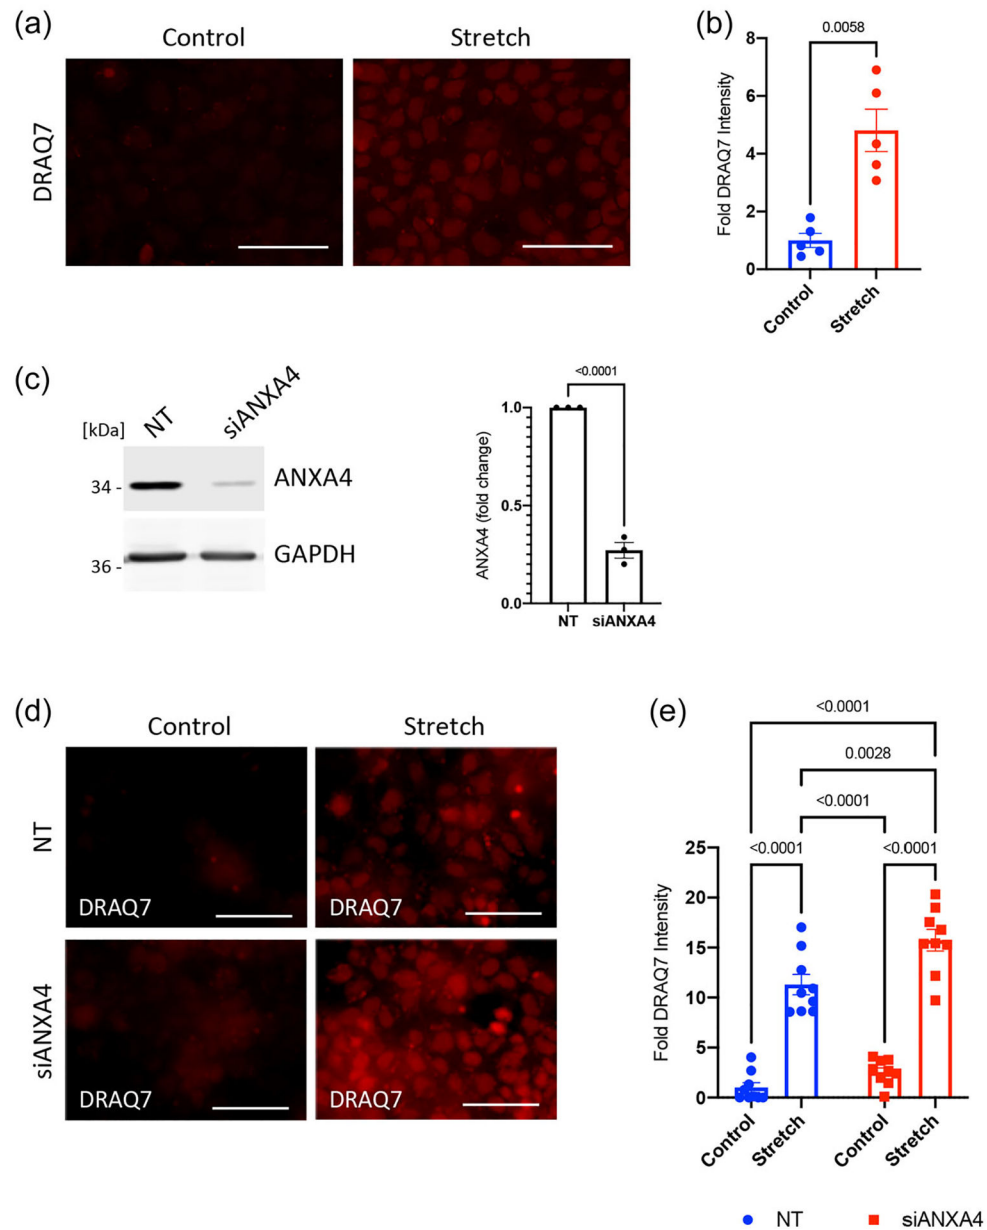 (a)
Control
Stretch
DRAQ7
(b)
0.0058
Fold DRAQ7 Intensity
8
6
4
2
0
Control
Stretch
(c)
[kDa]
NT
siANXA4
34 -
ANXA4
36 -
GAPDH
<0.0001
ANXA4 (fold change)
1.0
0.5
0.0
NT
siANXA4
(d)
Control
Stretch
NT
DRAQ7
DRAQ7
siANXA4
DRAQ7
DRAQ7
(e)
<0.0001
0.0028
<0.0001
<0.0001
<0.0001
Fold DRAQ7 Intensity
25
20
15
10
5
0
Control
Stretch
Control
Stretch
NT
siANXA4